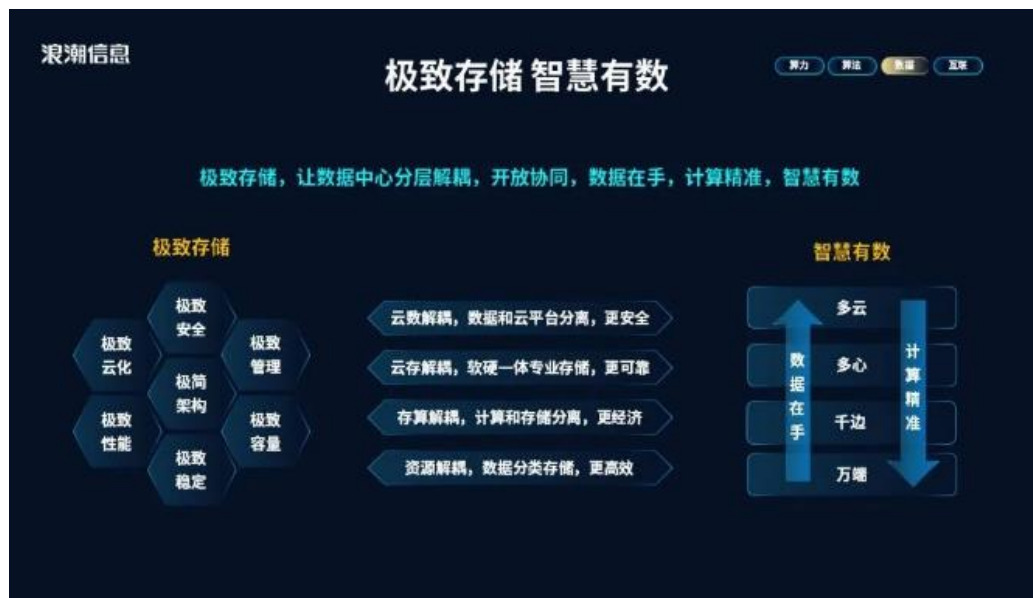 浪潮信息
极致存储 智慧有数
算力
算法
数据
互联
极致存储，让数据中心分层解耦，开放协同，数据在手，计算精准，智慧有数
极致存储
极致
安全
极致
云化
极致
管理
极简
架构
极致
性能
极致
容量
极致
稳定
云数解耦，数据和云平台分离，更安全
云存解耦，软硬一体专业存储，更可靠
存算解耦，计算和存储分离，更经济
资源解耦，数据分类存储，更高效
智慧有数
多云
多心
千边
万端
数据在手
计算精准